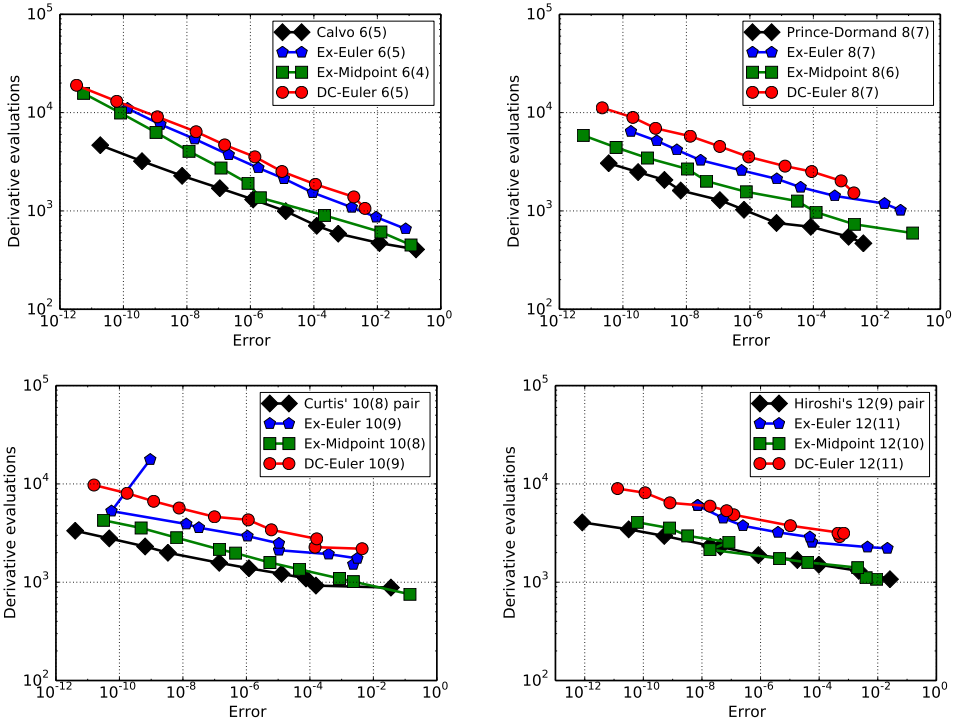 10^5
10^4
10^3
10^2
Derivative evaluations
Calvo 6(5)
Ex-Euler 6(5)
Ex-Midpoint 6(4)
DC-Euler 6(5)
10^-12 10^-10 10^-8 10^-6 10^-4 10^-2 10^0
Error
10^5
10^4
10^3
10^2
Derivative evaluations
Prince-Dormand 8(7)
Ex-Euler 8(7)
Ex-Midpoint 8(6)
DC-Euler 8(7)
10^-12 10^-10 10^-8 10^-6 10^-4 10^-2 10^0
Error
10^5
10^4
10^3
10^2
Derivative evaluations
Curtis' 10(8) pair
Ex-Euler 10(9)
Ex-Midpoint 10(8)
DC-Euler 10(9)
10^-12 10^-10 10^-8 10^-6 10^-4 10^-2 10^0
Error
10^5
10^4
10^3
10^2
Derivative evaluations
Hiroshi's 12(9) pair
Ex-Euler 12(11)
Ex-Midpoint 12(10)
DC-Euler 12(11)
10^-12 10^-10 10^-8 10^-6 10^-4 10^-2 10^0
Error